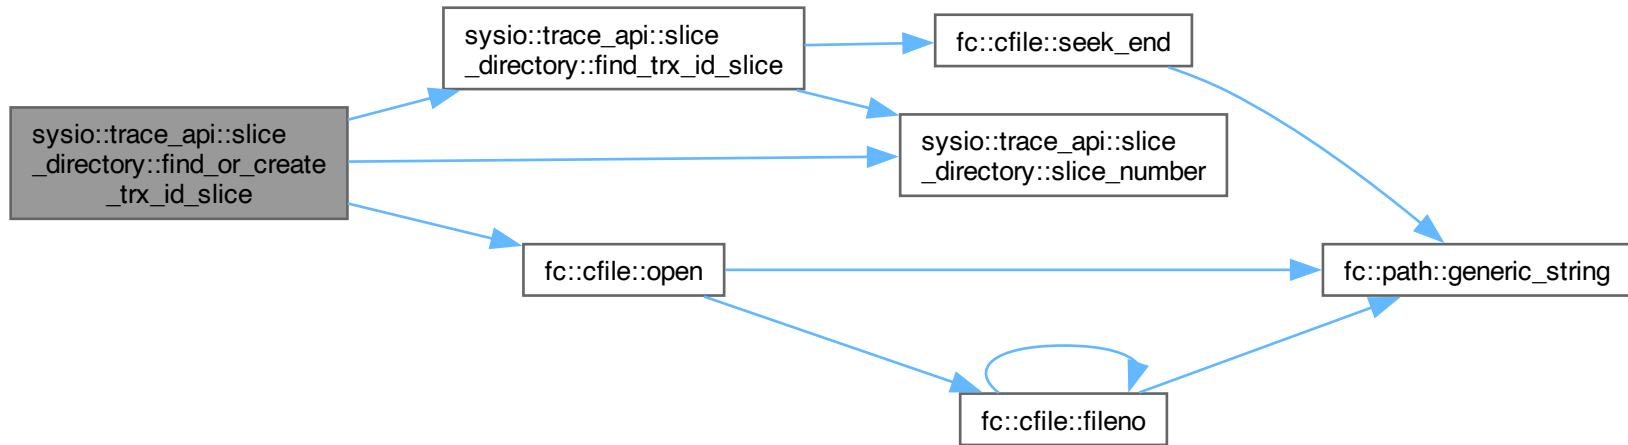 sysio::trace_api::slice
_directory::find_or_create
_trx_id_slice
sysio::trace_api::slice
_directory::find_trx_id_slice
fc::cfile::open
fc::cfile::seek_end
sysio::trace_api::slice
_directory::slice_number
fc::cfile::fileno
fc::path::generic_string